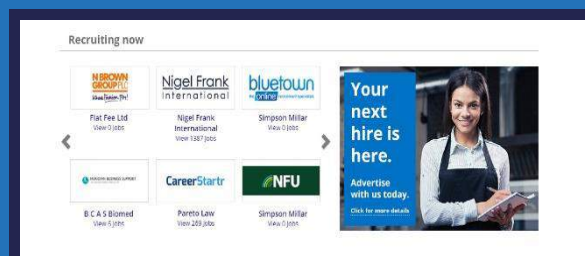 Recruiting now
N BROWN
GROUP PLC
Nigel Frank
International
bluetown
online
Flat Fee Ltd
View 0 jobs
Nigel Frank
International
View 1387 jobs
Simpson Millar
View 0 jobs
CareerStartr
NFU
B C A S Biomed
View 5 jobs
Pareto Law
View 269 jobs
Simpson Millar
View 0 jobs
Your
next
hire is
here.
Advertise
with us today.
Click for more details